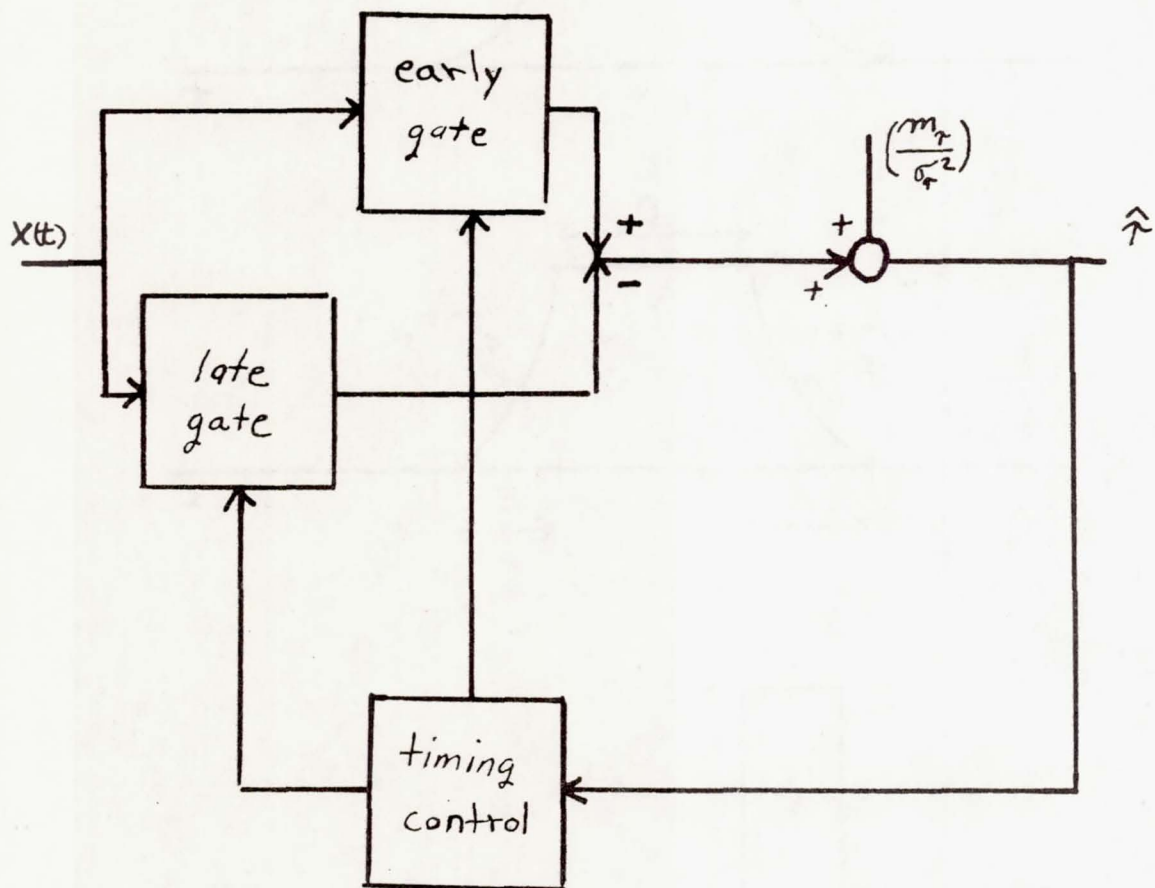 early
gate
(m_τ / σ_τ²)
X(t)
+
+
τ̂
-
+
late
gate
timing
control